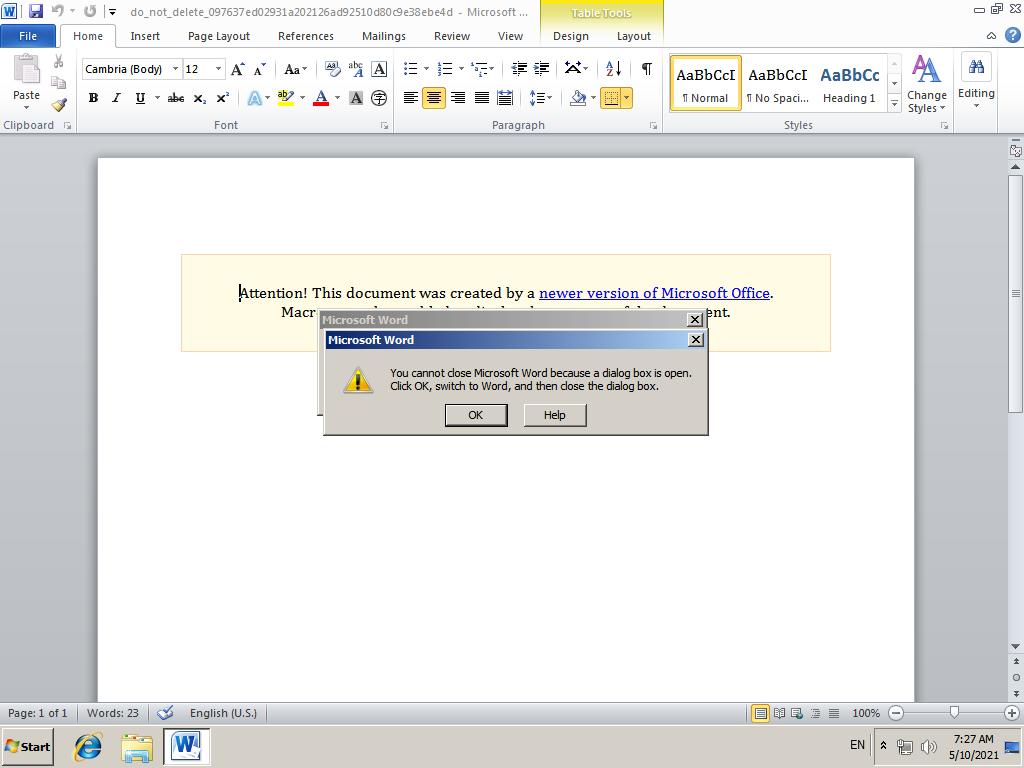 do_not_delete_097637ed02931a202126ad92510d80c9e38ebe4d - Microsoft ...
Table Tools
File Home Insert Page Layout References Mailings Review View Design Layout
Cambria (Body) 12
AaBbCcI AaBbCcI AaBbCc
Paste
¶ Normal ¶ No Spaci... Heading 1
Change Styles
Editing
Clipboard Font Paragraph Styles
Attention! This document was created by a newer version of Microsoft Office.
Microsoft Word
Microsoft Word
You cannot close Microsoft Word because a dialog box is open.
Click OK, switch to Word, and then close the dialog box.
OK Help
Page: 1 of 1 Words: 23 English (U.S.) 100%
Start
EN
7:27 AM
5/10/2021